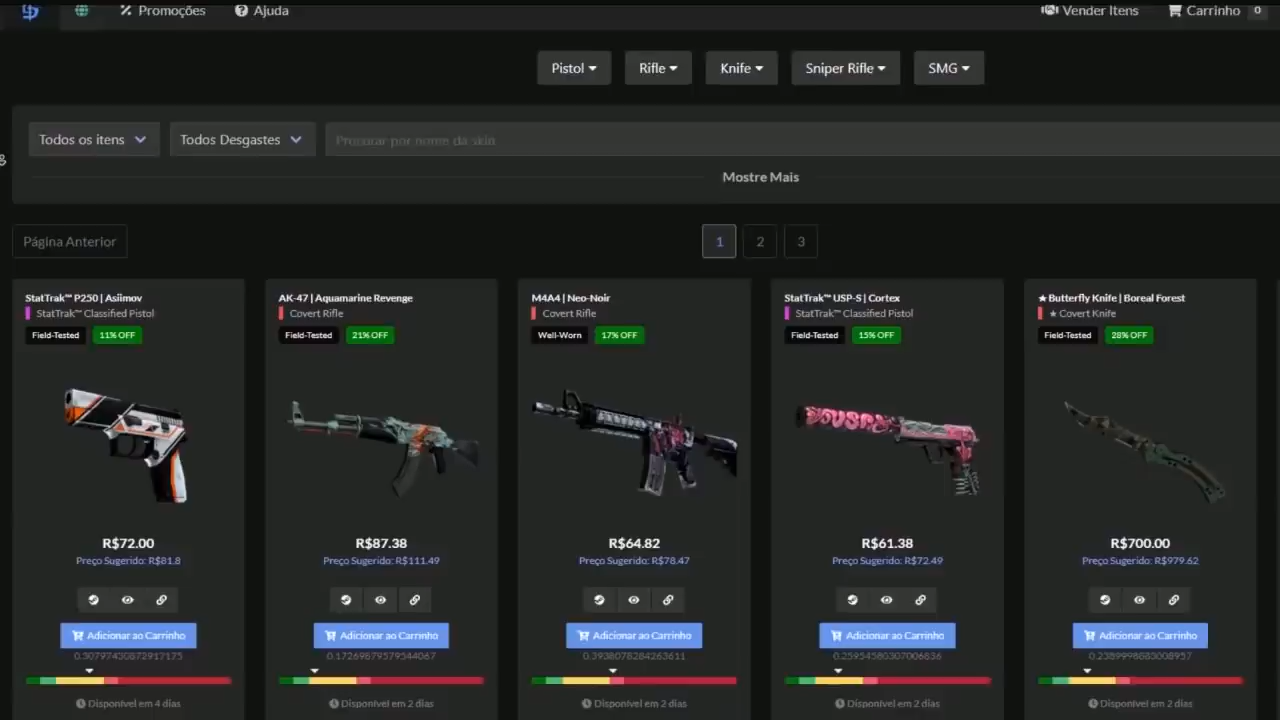 Promoções
Ajuda
Vender Itens
Carrinho 0
Pistol
Rifle
Knife
Sniper Rifle
SMG
Todos os itens
Todos Desgastes
Procurar por nome da skin
Mostre Mais
Página Anterior
1
2
3
StatTrak™ P250 | Asiimov
StatTrak™ Classified Pistol
Field-Tested
11% OFF
R$72.00
Preço Sugerido: R$81.8
Adicionar ao Carrinho
Disponível em 4 dias
AK-47 | Aquamarine Revenge
Covert Rifle
Field-Tested
21% OFF
R$87.38
Preço Sugerido: R$111.49
Adicionar ao Carrinho
Disponível em 2 dias
M4A4 | Neo-Noir
Covert Rifle
Well-Worn
17% OFF
R$64.82
Preço Sugerido: R$78.47
Adicionar ao Carrinho
Disponível em 2 dias
StatTrak™ USP-S | Cortex
StatTrak™ Classified Pistol
Field-Tested
15% OFF
R$61.38
Preço Sugerido: R$72.49
Adicionar ao Carrinho
Disponível em 2 dias
★ Butterfly Knife | Boreal Forest
★ Covert Knife
Field-Tested
28% OFF
R$700.00
Preço Sugerido: R$979.62
Adicionar ao Carrinho
Disponível em 2 dias